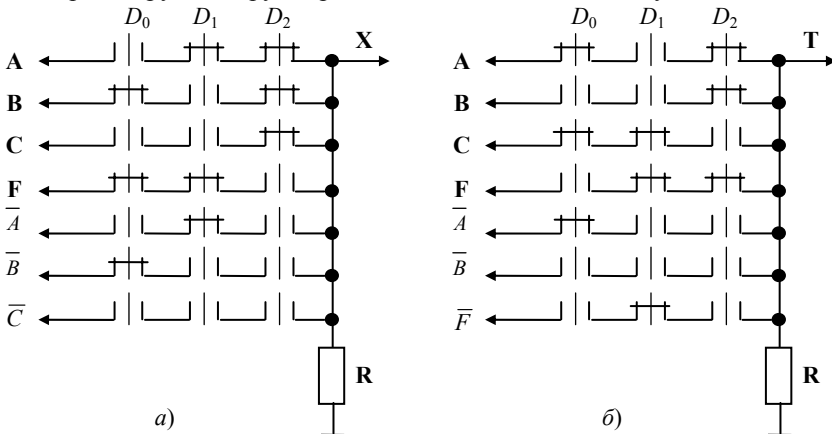 D₀ D₁ D₂ D₀ D₁ D₂
A X A T
B B
C C
F F
A̅ A̅
B̅ B̅
C̅ F̅
R R
а) б)